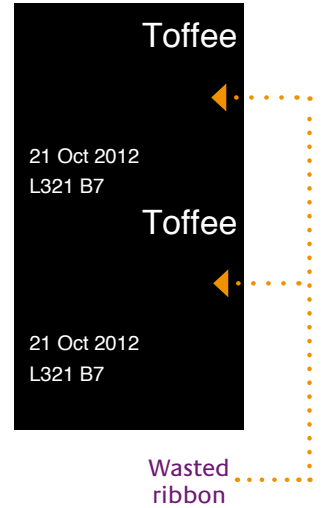 Toffee
21 Oct 2012
L321 B7
Toffee
21 Oct 2012
L321 B7
Wasted
ribbon